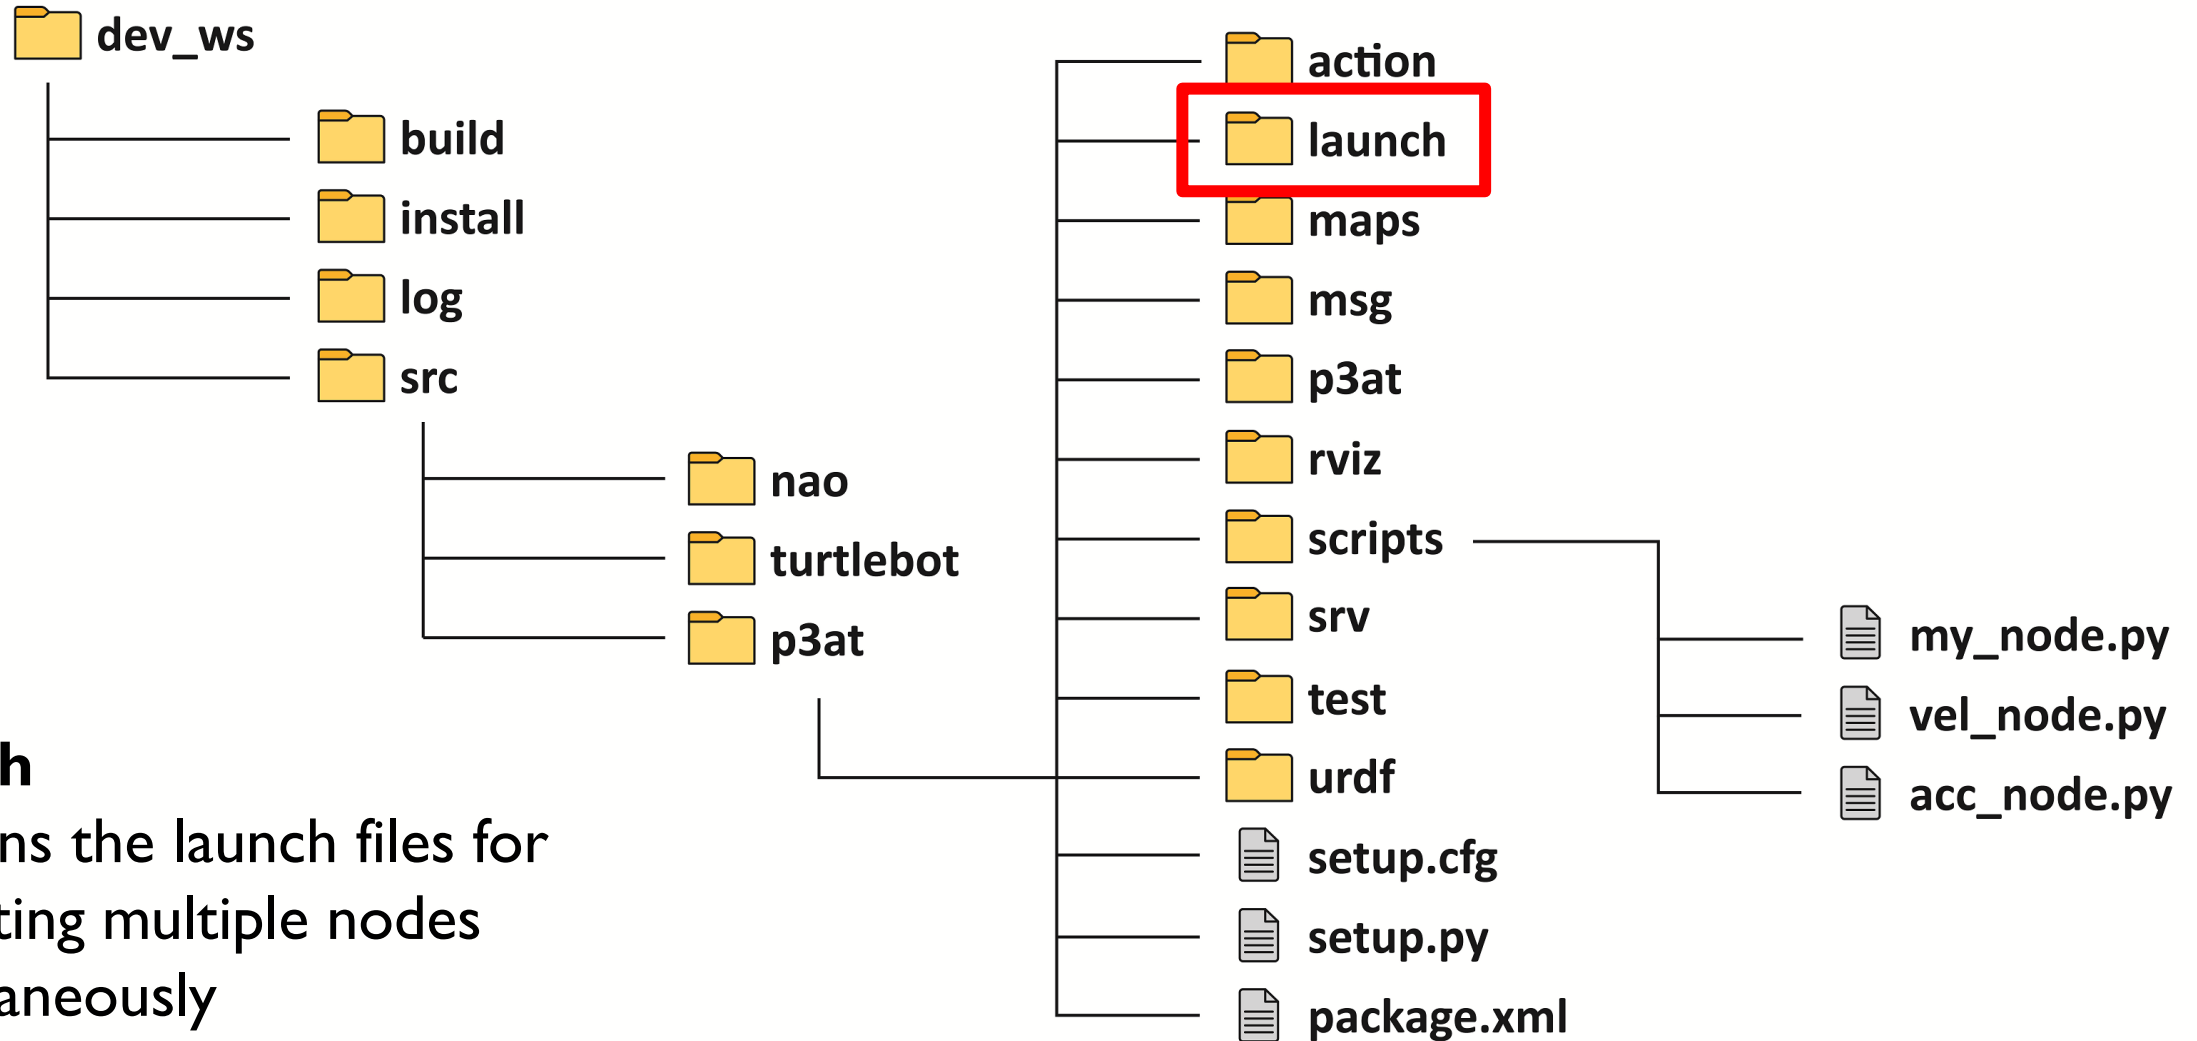 dev_ws
build
install
log
src
nao
turtlebot
p3at
action
launch
maps
msg
p3at
rviz
scripts
srv
test
urdf
setup.cfg
setup.py
package.xml
my_node.py
vel_node.py
acc_node.py
h
ns the launch files for
ting multiple nodes
aneously